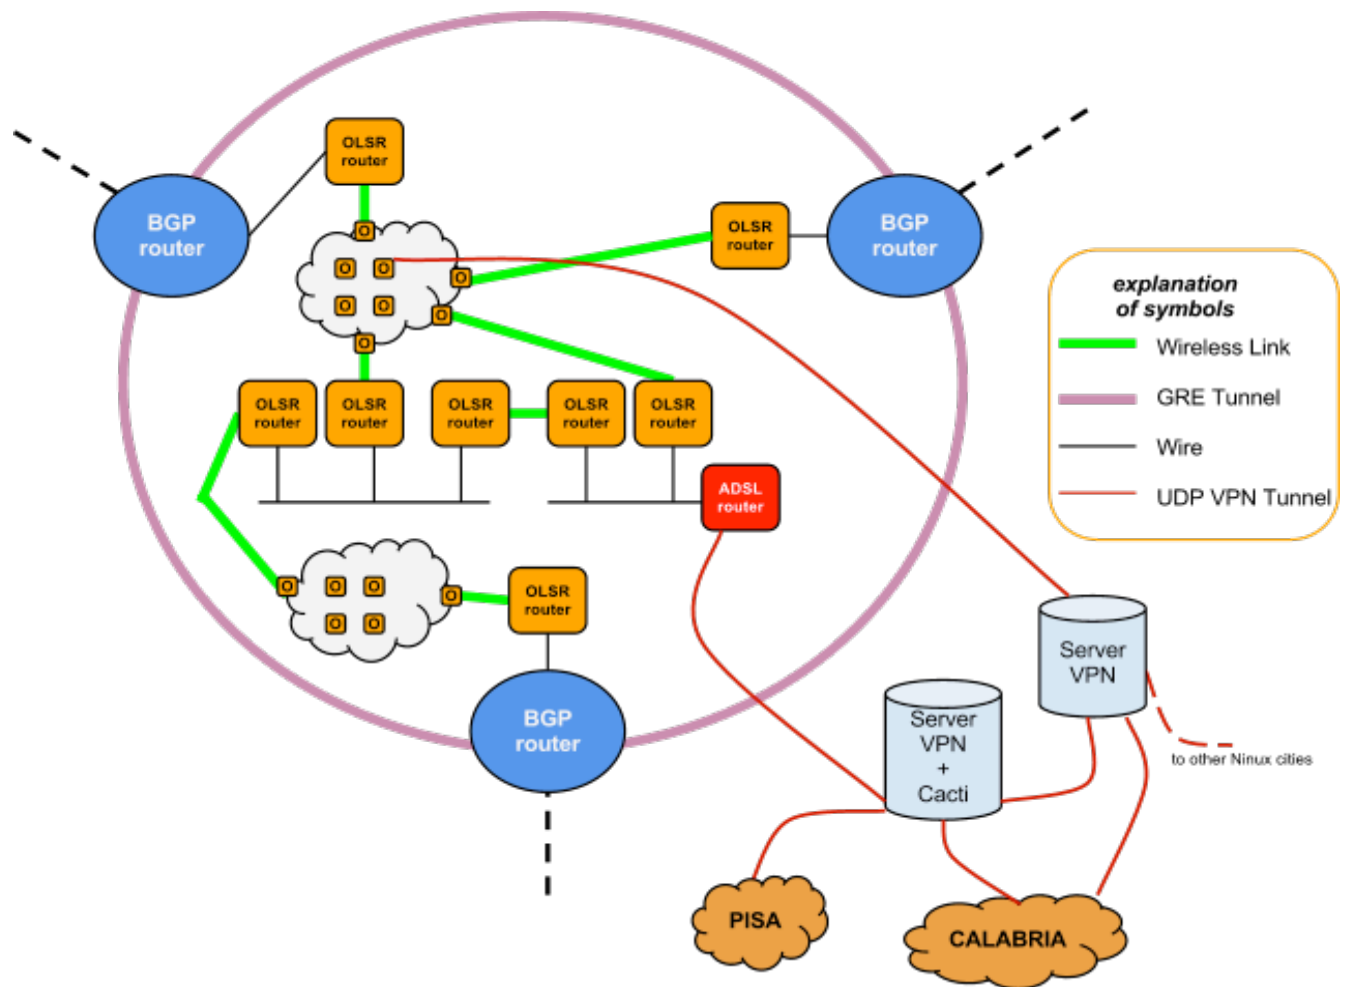 OLSR
router
BGP
router
OLSR
router
BGP
router
O
O
O
O
O
O
O
O
explanation
of symbols
Wireless Link
GRE Tunnel
Wire
UDP VPN Tunnel
OLSR
router
OLSR
router
OLSR
router
OLSR
router
OLSR
router
ADSL
router
O
O
O
O
O
O
OLSR
router
BGP
router
Server
VPN
Server
VPN
+
Cacti
to other Ninux cities
PISA
CALABRIA